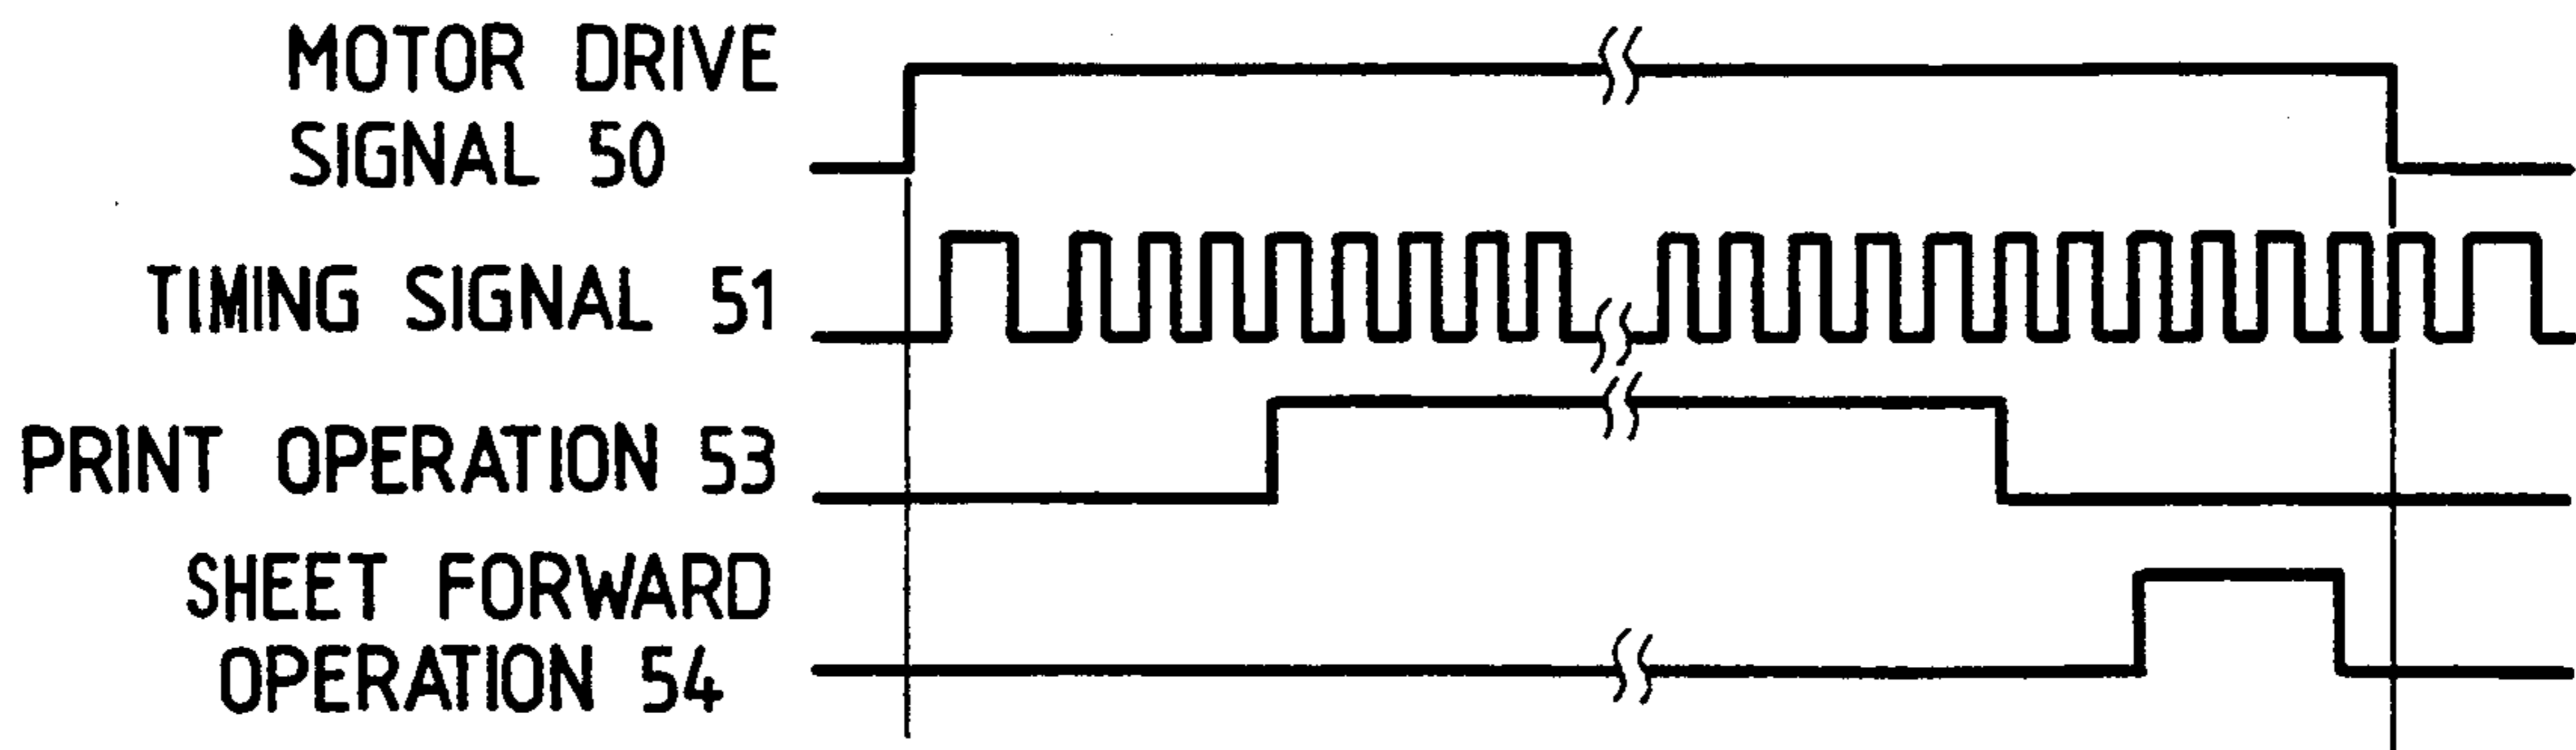 MOTOR DRIVE
SIGNAL 50
TIMING SIGNAL 51
PRINT OPERATION 53
SHEET FORWARD
OPERATION 54